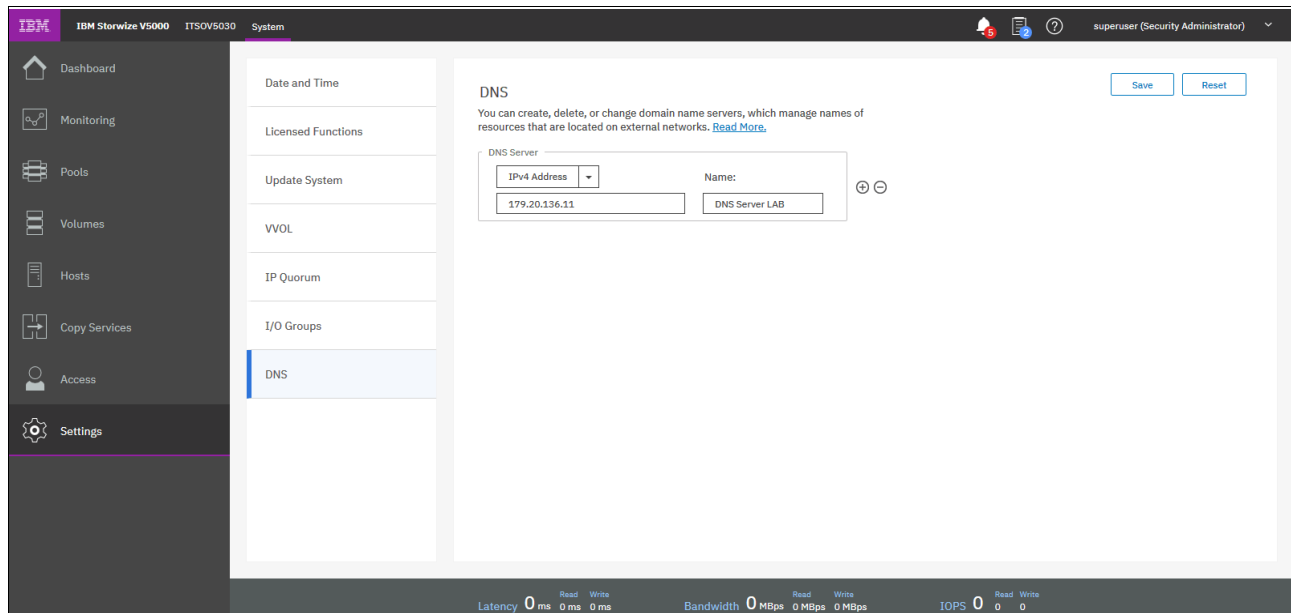 IBM IBM Storwize V5000 ITSOV5030 System 5 2 superuser (Security Administrator)
Dashboard
Monitoring
Pools
Volumes
Hosts
Copy Services
Access
Settings
Date and Time
Licensed Functions
Update System
VVOL
IP Quorum
I/O Groups
DNS
DNS
Save Reset
You can create, delete, or change domain name servers, which manage names of
resources that are located on external networks. Read More.
DNS Server
IPv4 Address Name:
179.20.136.11 DNS Server LAB
Read Write Read Write Read Write
Latency 0 ms 0 ms 0 ms Bandwidth 0 MBps 0 MBps 0 MBps IOPS 0 0 0